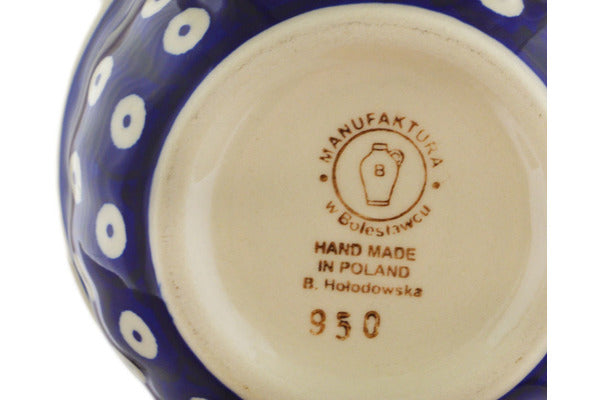 • MANUFAKTURA •
B
w Bolesławcu
HAND MADE
IN POLAND
B. Hołodowska
950